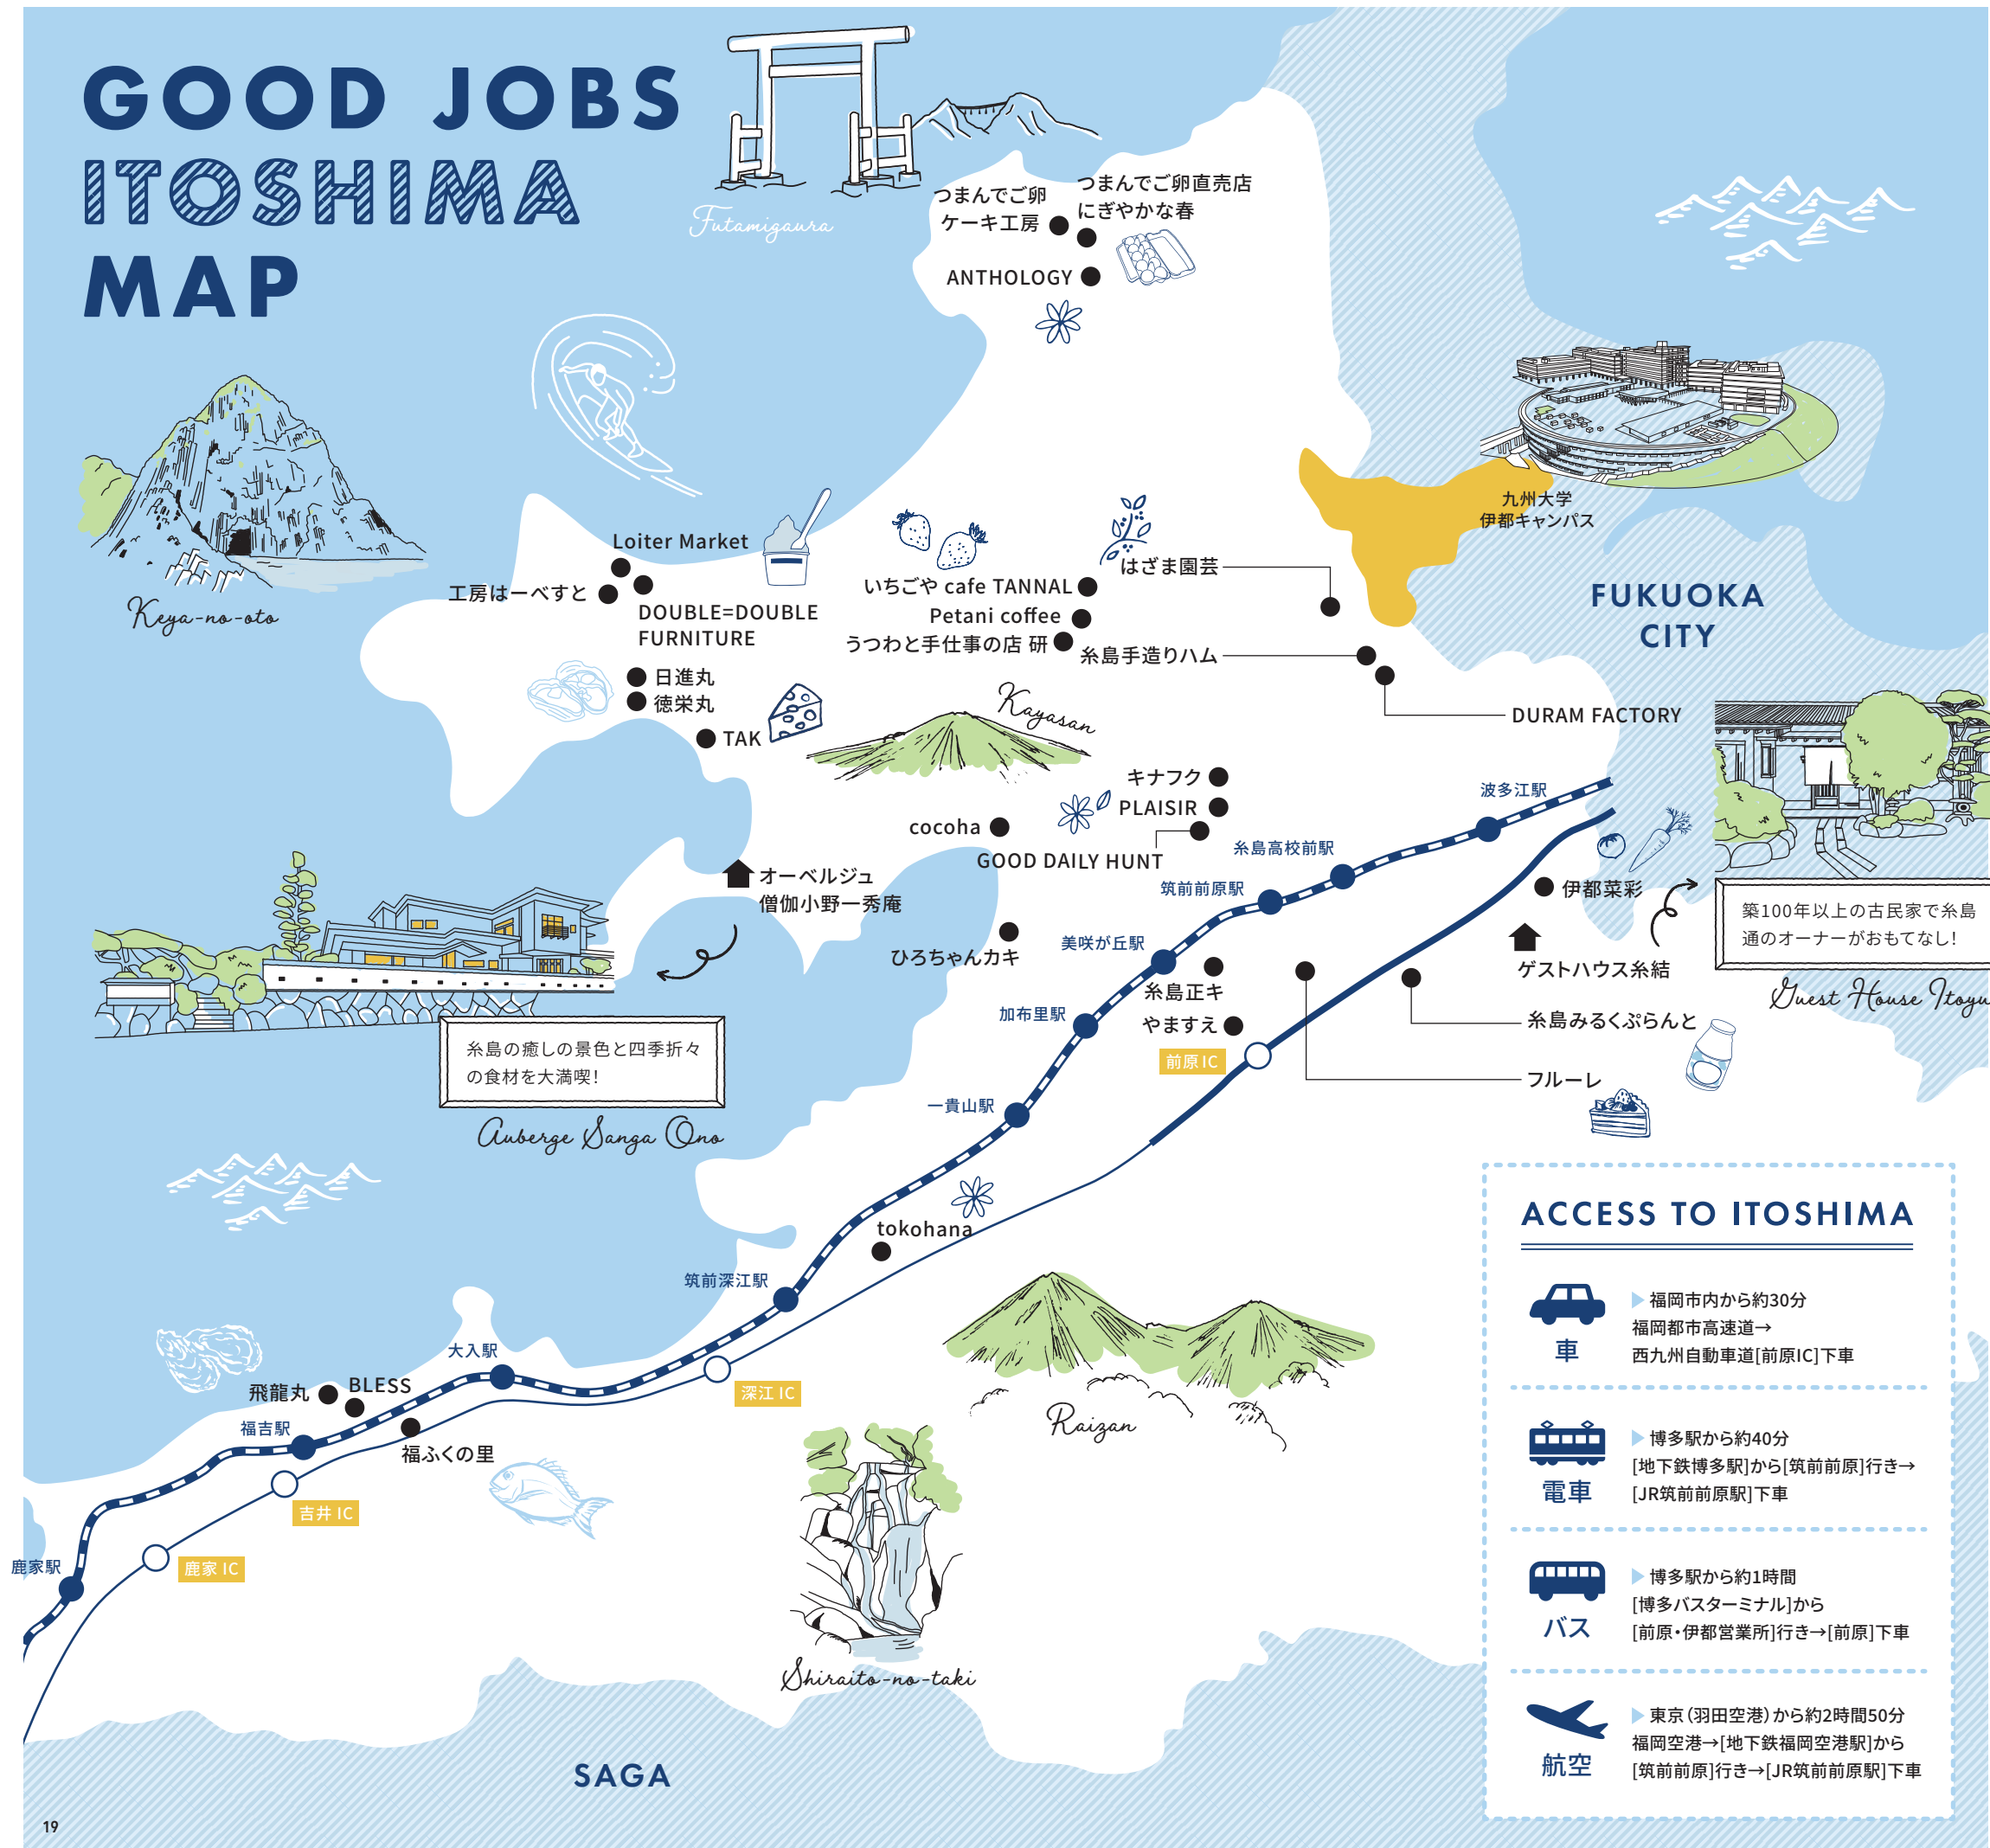 GOOD JOBS
ITOSHIMA
MAP
Futamigaura
つまんでご卵
ケーキ工房
つまんでご卵直売店
にぎやかな春
ANTHOLOGY
Keya-no-oto
Loiter Market
工房はーべすと
DOUBLE=DOUBLE
FURNITURE
日進丸
徳栄丸
TAK
いちごや cafe TANNAL
Petani coffee
うつわと手仕事の店 研
はざま園芸
糸島手造りハム
DURAM FACTORY
九州大学
伊都キャンパス
FUKUOKA
CITY
Kayasan
キナフク
PLAISIR
GOOD DAILY HUNT
cocoha
オーベルジュ
僧伽小野一秀庵
ひろちゃんカキ
波多江駅
糸島高校前駅
筑前前原駅
美咲が丘駅
加布里駅
一貴山駅
糸島正キ
やますえ
前原 IC
伊都菜彩
ゲストハウス糸結
糸島みるくぷらんと
フルーレ
築100年以上の古民家で糸島
通のオーナーがおもてなし!
Guest House Itoyu
糸島の癒しの景色と四季折々
の食材を大満喫!
Auberge Sanga Ono
tokohana
筑前深江駅
深江 IC
大入駅
飛龍丸
BLESS
福吉駅
福ふくの里
吉井 IC
鹿家駅
鹿家 IC
Raizan
Shiraito-no-taki
SAGA
ACCESS TO ITOSHIMA
車
▶福岡市内から約30分
福岡都市高速道→
西九州自動車道[前原IC]下車
電車
▶博多駅から約40分
[地下鉄博多駅]から[筑前前原]行き→
[JR筑前前原駅]下車
バス
▶博多駅から約1時間
[博多バスターミナル]から
[前原・伊都営業所]行き→[前原]下車
航空
▶東京(羽田空港)から約2時間50分
福岡空港→[地下鉄福岡空港駅]から
[筑前前原]行き→[JR筑前前原駅]下車
19